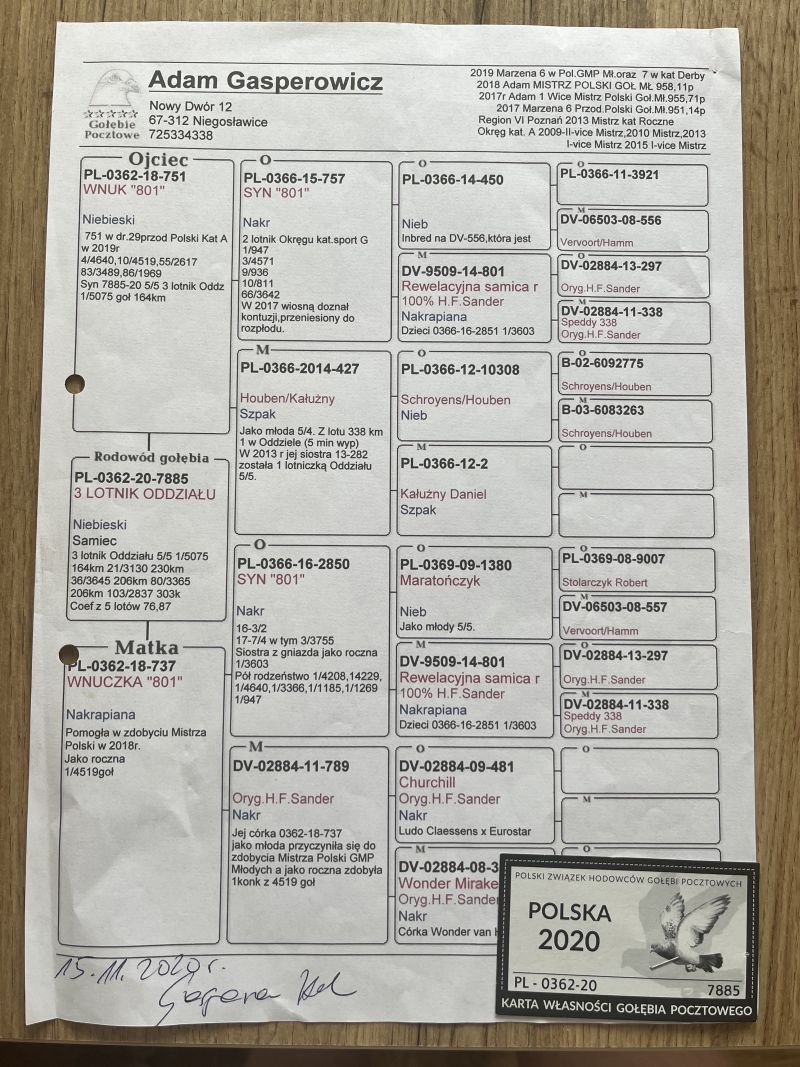 Adam Gasperowicz
Nowy Dwór 12
67-312 Niegosławice
725334338
Gołębie
Pocztowe
2019 Marzena 6 w Pol.GMP Mł.oraz 7 w kat Derby
2018 Adam MISTRZ POLSKI GOŁ MŁ 958,11p
2017r Adam 1 Wice Mistrz Polski Goł.Mł.955,71p
2017 Marzena 6 Przod.Polski Goł.Mł.951,14p
Region VI Poznań 2013 Mistrz kat Roczne
Okręg kat. A 2009-II-vice Mistrz,2010 Mistrz,2013
I-vice Mistrz 2015 I-vice Mistrz
Ojciec
PL-0362-18-751
WNUK "801"
Niebieski
751 w dr.29przod Polski Kat A
w 2019r
4/4640,10/4519,55/2617
83/3489,86/1969
Syn 7885-20 5/5 3 lotnik Oddz
1/5075 goł 164km
Rodowód gołębia
PL-0362-20-7885
3 LOTNIK ODDZIAŁU
Niebieski
Samiec
3 lotnik Oddziału 5/5 1/5075
164km 21/3130 230km
36/3645 206km 80/3365
206km 103/2837 303k
Coef z 5 lotów 76,87
Matka
PL-0362-18-737
WNUCZKA "801"
Nakrapiana
Pomogła w zdobyciu Mistrza
Polski w 2018r.
Jako roczna
1/4519goł
O
PL-0366-15-757
SYN "801"
Nakr
2 lotnik Okręgu kat.sport G
1/947
3/4571
9/936
10/811
66/3642
W 2017 wiosną doznał
kontuzji,przeniesiony do
rozpłodu.
M
PL-0366-2014-427
Houben/Kałużny
Szpak
Jako młoda 5/4. Z lotu 338 km
1 w Oddziele (5 min wyp)
W 2013 r jej siostra 13-282
została 1 lotniczką Oddziału
5/5.
O
PL-0366-16-2850
SYN "801"
Nakr
16-3/2
17-7/4 w tym 3/3755
Siostra z gniazda jako roczna
1/3603
Pół rodzeństwo 1/4208,14229,
1/4640,1/3366,1/1185,1/1269
1/947
M
DV-02884-11-789
Oryg.H.F.Sander
Nakr
Jej córka 0362-18-737
jako młoda przyczyniła się do
zdobycia Mistrza Polski GMP
Młodych a jako roczna zdobyła
1konk z 4519 goł
O
PL-0366-14-450
Nieb
Inbred na DV-556,która jest
M
DV-9509-14-801
Rewelacyjna samica r
100% H.F.Sander
Nakrapiana
Dzieci 0366-16-2851 1/3603
O
PL-0366-12-10308
Schroyens/Houben
Nieb
M
PL-0366-12-2
Kałużny Daniel
Szpak
O
PL-0369-09-1380
Maratończyk
Nieb
Jako młody 5/5.
M
DV-9509-14-801
Rewelacyjna samica r
100% H.F.Sander
Nakrapiana
Dzieci 0366-16-2851 1/3603
O
DV-02884-09-481
Churchill
Oryg.H.F.Sander
Nakr
Ludo Claessens x Eurostar
M
DV-02884-08-3
Wonder Mirake
Oryg.H.F.Sander
Nakr
Córka Wonder van
O
PL-0366-11-3921
M
DV-06503-08-556
Vervoort/Hamm
O
DV-02884-13-297
Oryg.H.F.Sander
M
DV-02884-11-338
Speddy 338
Oryg.H.F.Sander
O
B-02-6092775
Schroyens/Houben
M
B-03-6083263
Schroyens/Houben
O
M
O
PL-0369-08-9007
Stolarczyk Robert
M
DV-06503-08-557
Vervoort/Hamm
O
DV-02884-13-297
Oryg.H.F.Sander
M
DV-02884-11-338
Speddy 338
Oryg.H.F.Sander
O
M
O
15.11.2020r.
POLSKI ZWIĄZEK HODOWCÓW GOŁĘBI POCZTOWYCH
POLSKA
2020
PL - 0362-20
7885
KARTA WŁASNOŚCI GOŁĘBIA POCZTOWEGO